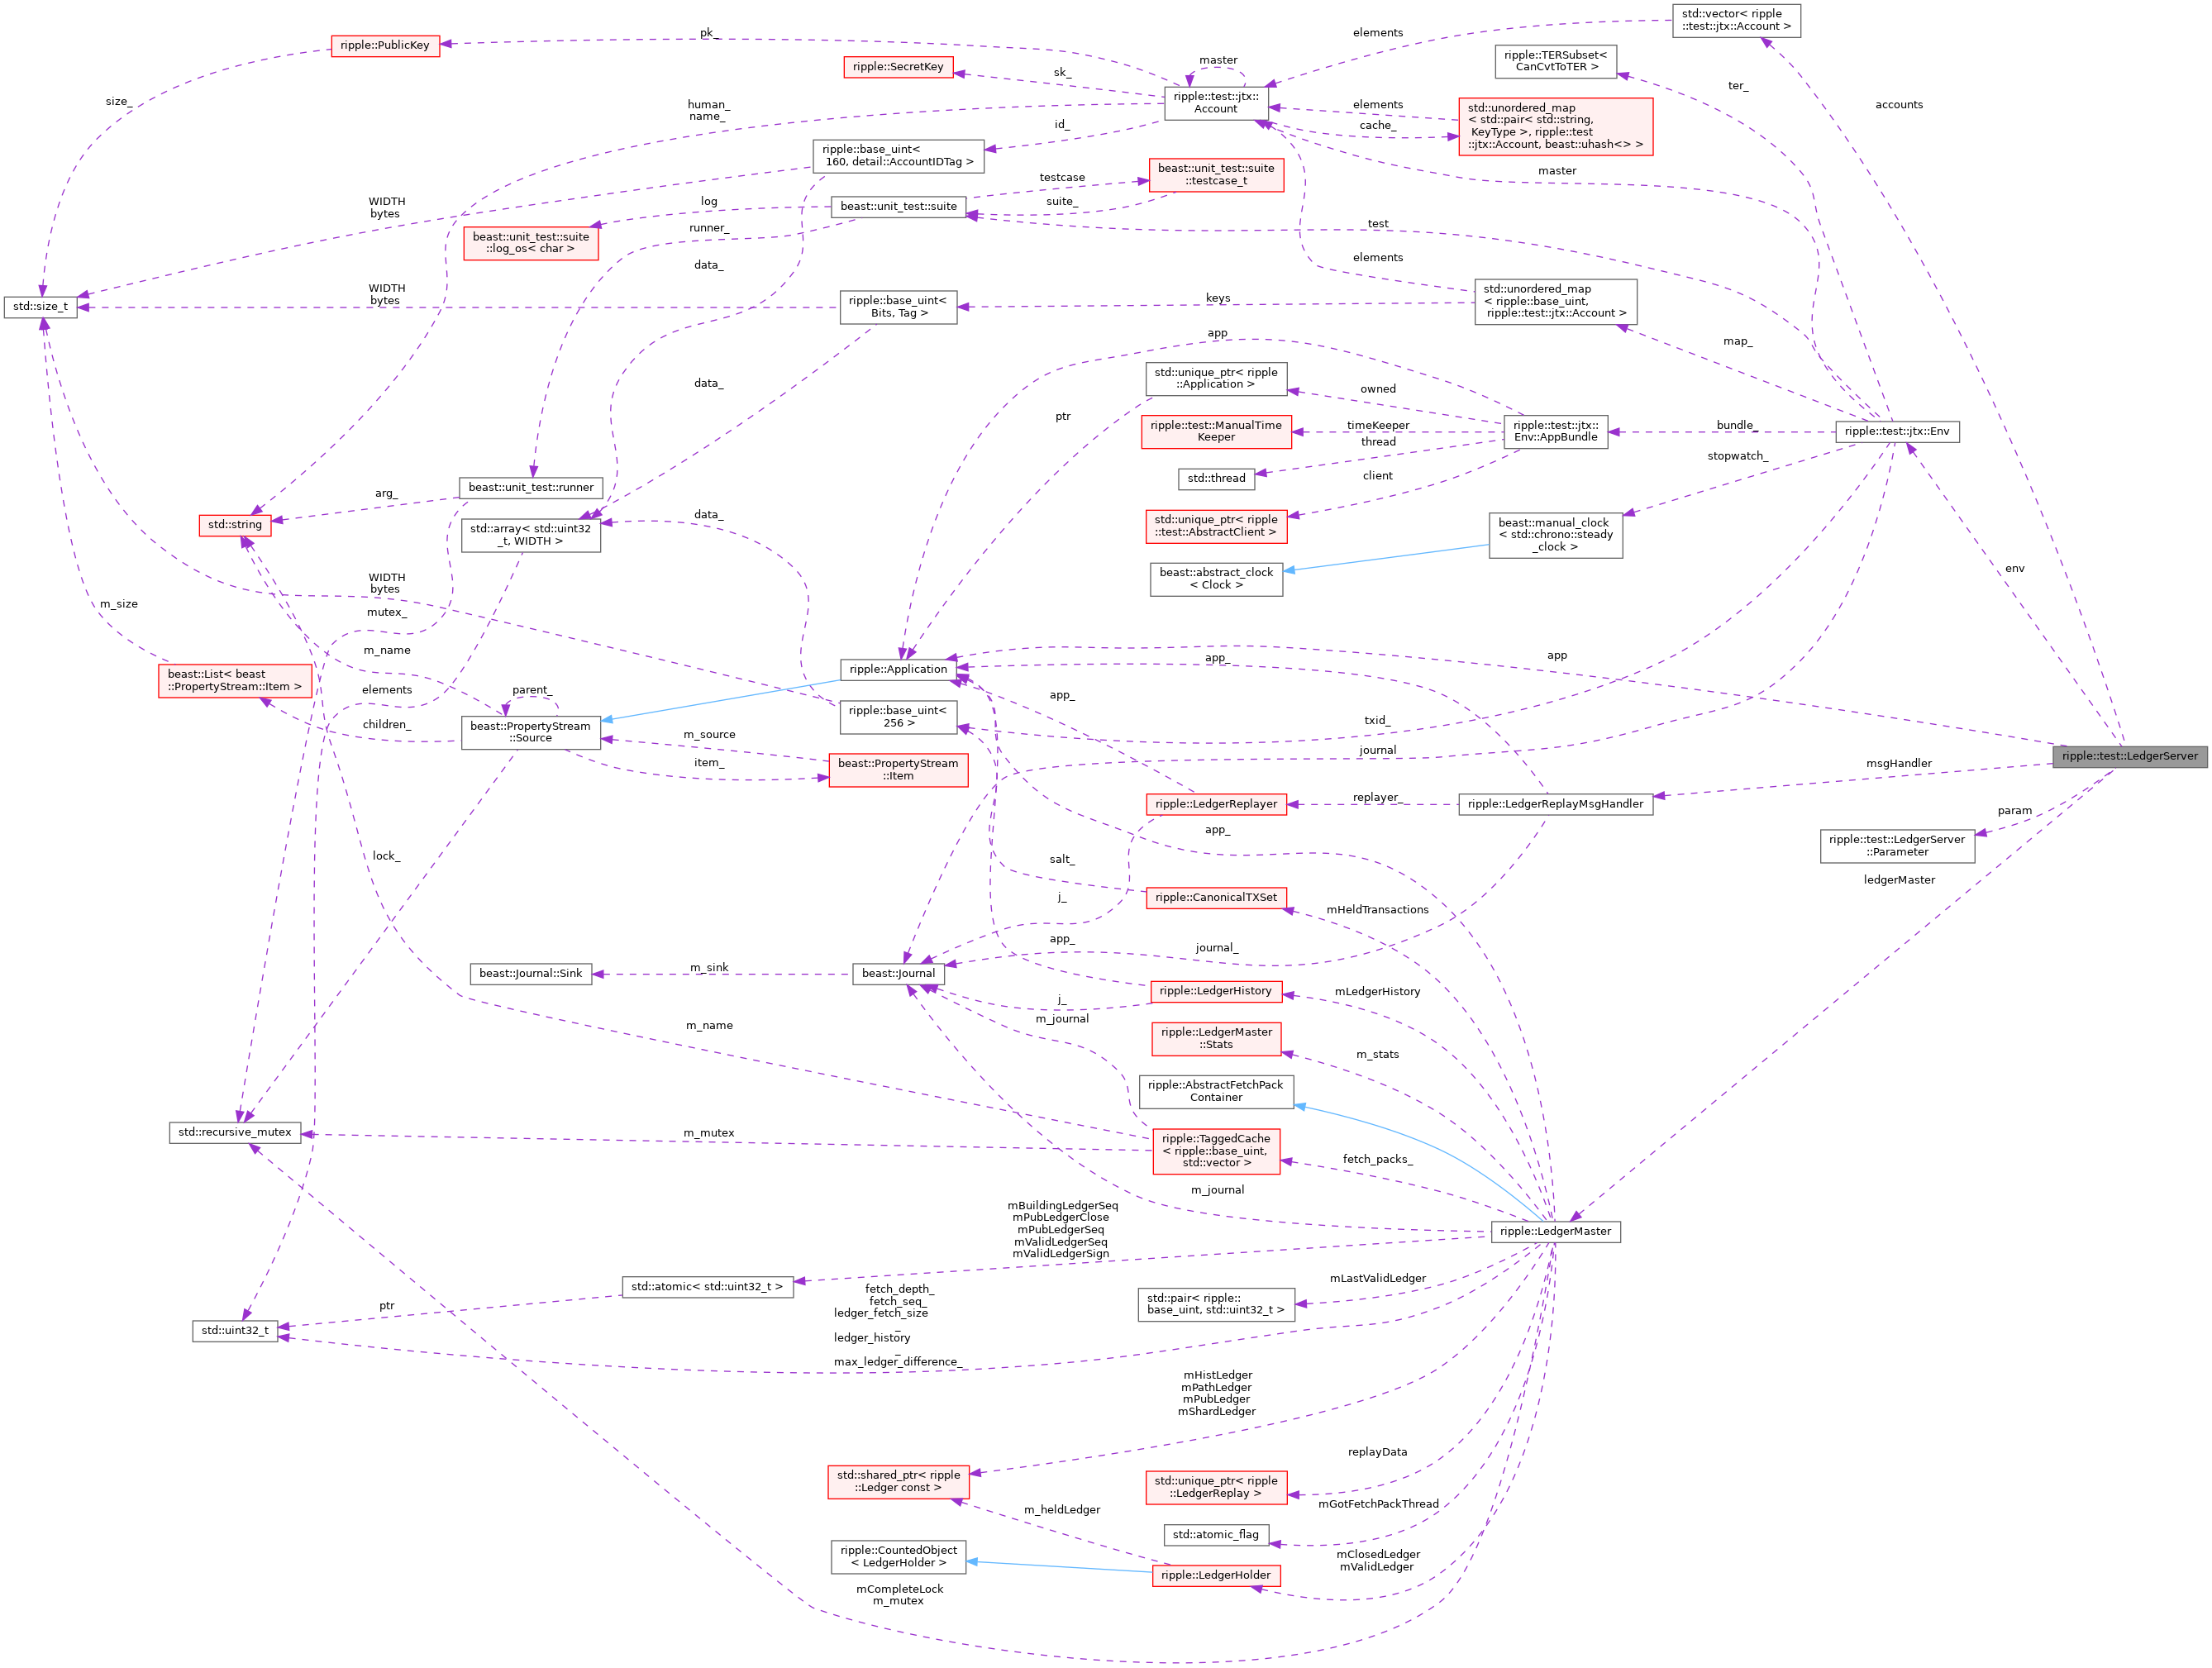 std::vector< ripple
::test::jtx::Account >
ripple::PublicKey
pk_
elements
ripple::TERSubset<
CanCvtToTER >
ripple::SecretKey
sk_
master
ripple::test::jtx::
Account
ter_
accounts
size_
human_
name_
elements
cache_
std::unordered_map
< std::pair< std::string,
KeyType >, ripple::test
::jtx::Account, beast::uhash<> >
id_
ripple::base_uint<
160, detail::AccountIDTag >
testcase
beast::unit_test::suite
::testcase_t
master
WIDTH
bytes
log
beast::unit_test::suite
suite_
runner_
test
beast::unit_test::suite
::log_os< char >
data_
elements
WIDTH
bytes
std::size_t
ripple::base_uint<
Bits, Tag >
keys
std::unordered_map
< ripple::base_uint,
ripple::test::jtx::Account >
app
map_
std::unique_ptr< ripple
::Application >
owned
data_
ptr
ripple::test::ManualTime
Keeper
timeKeeper
thread
ripple::test::jtx::
Env::AppBundle
bundle_
ripple::test::jtx::Env
stopwatch_
std::thread
client
beast::unit_test::runner
arg_
std::string
std::array< std::uint32
_t, WIDTH >
data_
std::unique_ptr< ripple
::test::AbstractClient >
beast::manual_clock
< std::chrono::steady
_clock >
beast::abstract_clock
< Clock >
env
WIDTH
bytes
m_size
mutex_
m_name
app
app_
ripple::Application
beast::List< beast
::PropertyStream::Item >
elements
parent_
app_
children_
beast::PropertyStream
::Source
ripple::base_uint<
256 >
txid_
m_source
item_
beast::PropertyStream
::Item
journal
ripple::test::LedgerServer
msgHandler
ripple::LedgerReplayer
replayer_
ripple::LedgerReplayMsgHandler
param
ripple::test::LedgerServer
::Parameter
app_
lock_
salt_
ledgerMaster
j_
ripple::CanonicalTXSet
mHeldTransactions
app_
journal_
beast::Journal::Sink
m_sink
beast::Journal
ripple::LedgerHistory
mLedgerHistory
j_
m_journal
m_name
ripple::LedgerMaster
::Stats
m_stats
ripple::AbstractFetchPack
Container
std::recursive_mutex
m_mutex
ripple::TaggedCache
< ripple::base_uint,
std::vector >
fetch_packs_
m_journal
mBuildingLedgerSeq
mPubLedgerClose
mPubLedgerSeq
mValidLedgerSeq
mValidLedgerSign
ripple::LedgerMaster
std::atomic< std::uint32_t >
mLastValidLedger
ptr
fetch_depth_
fetch_seq_
ledger_fetch_size
_
ledger_history
_
max_ledger_difference_
std::pair< ripple::
base_uint, std::uint32_t >
std::uint32_t
mHistLedger
mPathLedger
mPubLedger
mShardLedger
replayData
std::shared_ptr< ripple
::Ledger const >
std::unique_ptr< ripple
::LedgerReplay >
m_heldLedger
mGotFetchPackThread
std::atomic_flag
ripple::CountedObject
< LedgerHolder >
mClosedLedger
mValidLedger
ripple::LedgerHolder
mCompleteLock
m_mutex